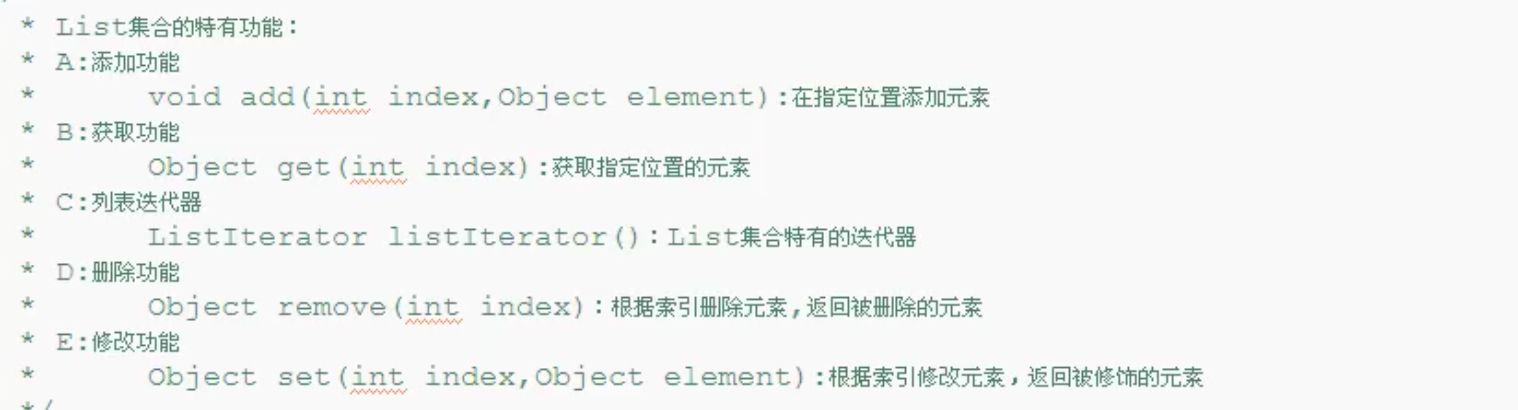 * List集合的特有功能:
* A:添加功能
* void add(int index,Object element):在指定位置添加元素
* B:获取功能
* Object get(int index):获取指定位置的元素
* C:列表迭代器
* ListIterator listIterator():List集合特有的迭代器
* D:删除功能
* Object remove(int index):根据索引删除元素,返回被删除的元素
* E:修改功能
* Object set(int index,Object element):根据索引修改元素,返回被修饰的元素
*/